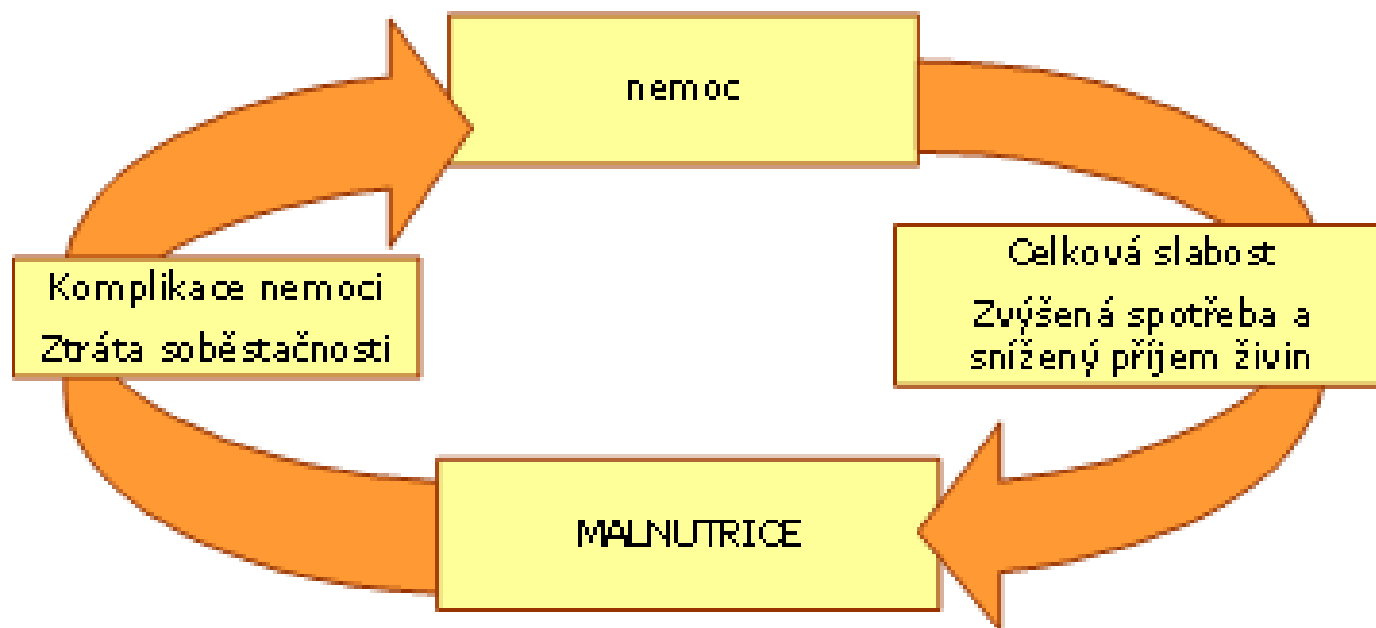 nemoc
Celková slabost
Zvýšená spotřeba a
snížený příjem živin
Komplikace nemoci
Ztráta soběstačnosti
MALNUTRICE